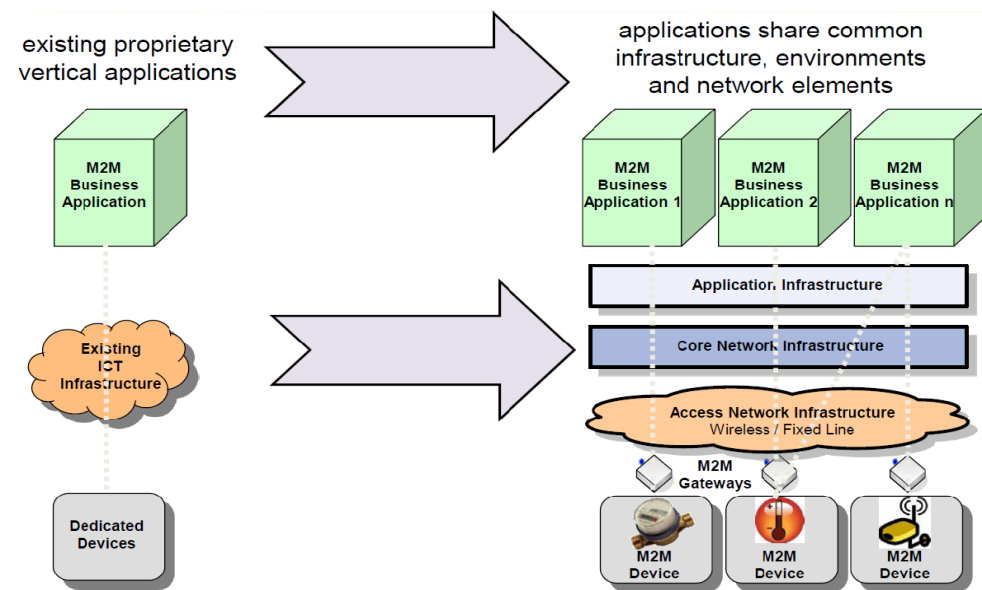 existing proprietary
vertical applications
applications share common
infrastructure, environments
and network elements
M2M
Business
Application
M2M
Business
Application 1
M2M
Business
Application 2
M2M
Business
Application n
Application Infrastructure
Existing
ICT
Infrastructure
Core Network Infrastructure
Access Network Infrastructure
Wireless / Fixed Line
M2M
Gateways
Dedicated
Devices
M2M
Device
+
-
M2M
Device
M2M
Device